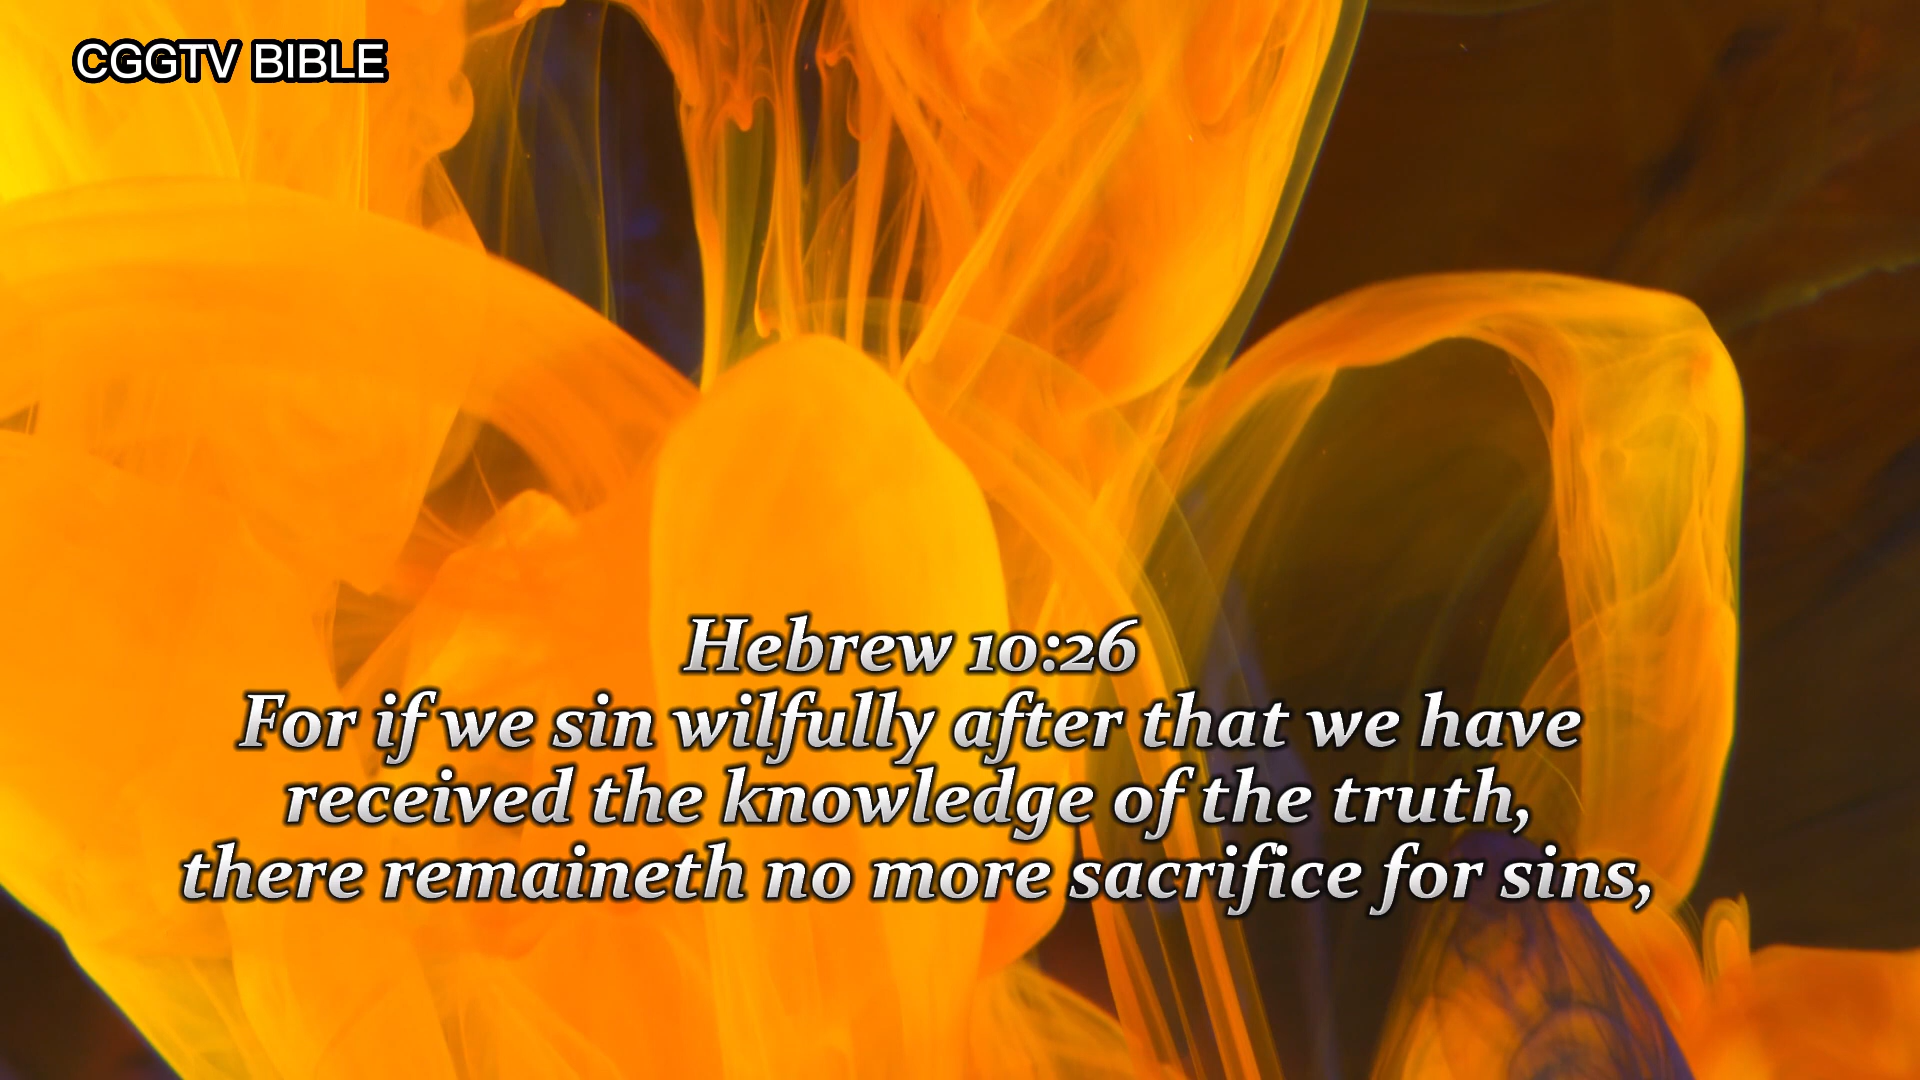 CGGTV BIBLE
Hebrew 10:26
For if we sin wilfully after that we have
received the knowledge of the truth,
there remaineth no more sacrifice for sins,